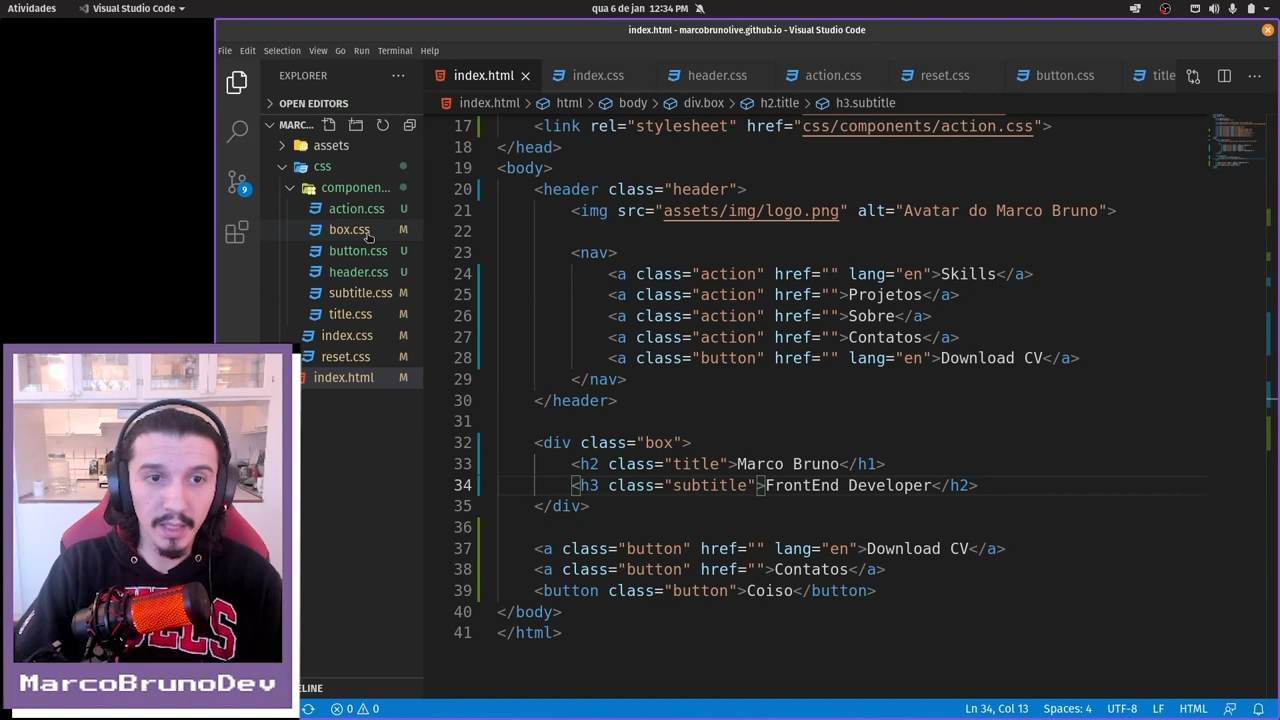 Atividades
Visual Studio Code
qua 6 de jan 12:34 PM
index.html - marcobrunolive.github.io - Visual Studio Code
File Edit Selection View Go Run Terminal Help
EXPLORER
index.html
index.css
header.css
action.css
reset.css
button.css
title
OPEN EDITORS
index.html > html > body > div.box > h2.title > h3.subtitle
MARC...
assets
css
componen...
action.css U
box.css M
button.css U
header.css U
subtitle.css M
title.css M
index.css M
reset.css M
index.html M
9
17 <link rel="stylesheet" href="css/components/action.css">
18 </head>
19 <body>
20 <header class="header">
21 <img src="assets/img/logo.png" alt="Avatar do Marco Bruno">
22
23 <nav>
24 <a class="action" href="" lang="en">Skills</a>
25 <a class="action" href="">Projetos</a>
26 <a class="action" href="">Sobre</a>
27 <a class="action" href="">Contatos</a>
28 <a class="button" href="" lang="en">Download CV</a>
29 </nav>
30 </header>
31
32 <div class="box">
33 <h2 class="title">Marco Bruno</h1>
34 <h3 class="subtitle">FrontEnd Developer</h2>
35 </div>
36
37 <a class="button" href="" lang="en">Download CV</a>
38 <a class="button" href="">Contatos</a>
39 <button class="button">Coiso</button>
40 </body>
41 </html>
MarcoBrunoDev
ELINE
0 0
Ln 34, Col 13 Spaces: 4 UTF-8 LF HTML